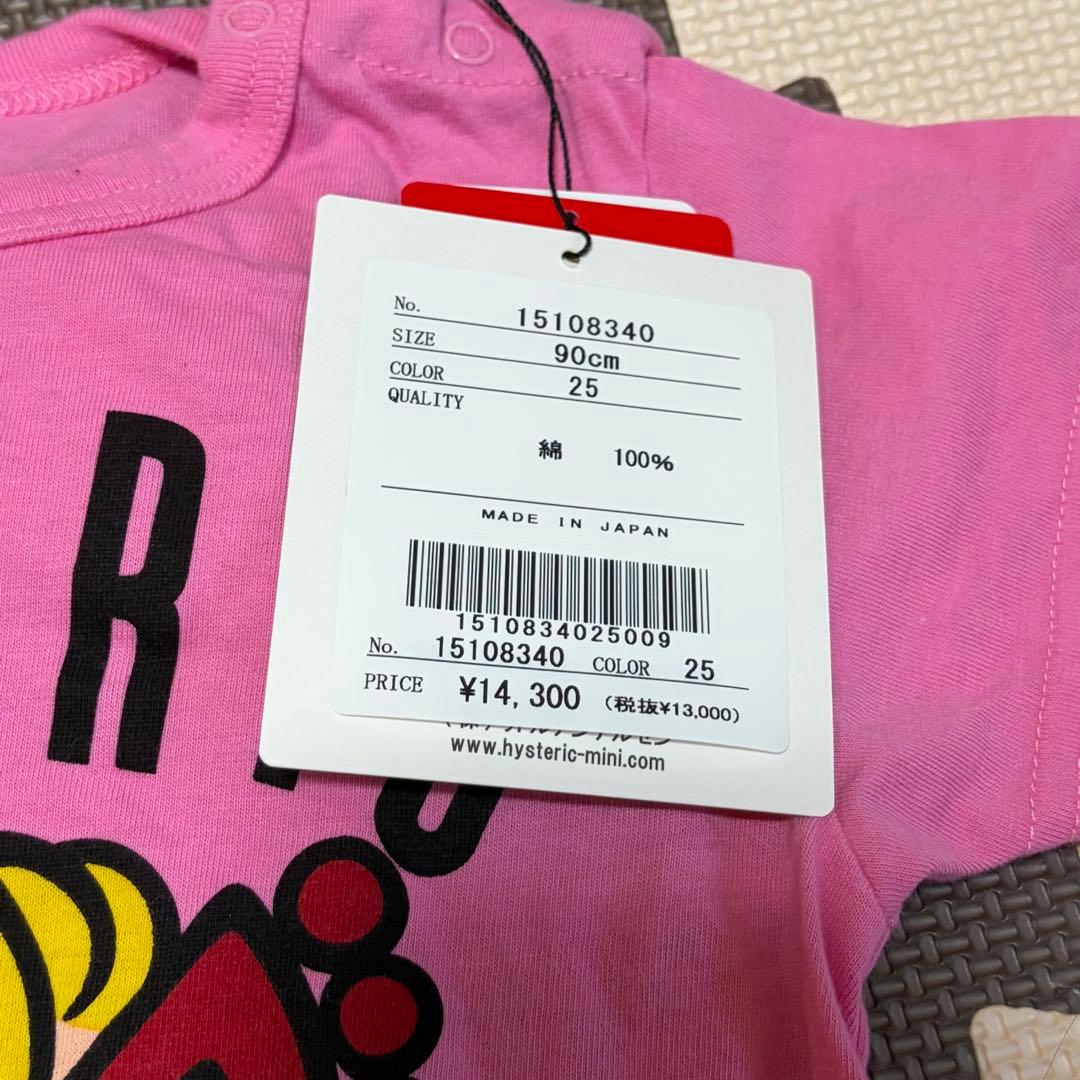 No. 15108340
SIZE 90cm
COLOR 25
QUALITY
綿 100%
MADE IN JAPAN
1510834025009
No. 15108340 COLOR 25
PRICE ¥14,300 (税抜¥13,000)
www.hysteric-mini.com
R